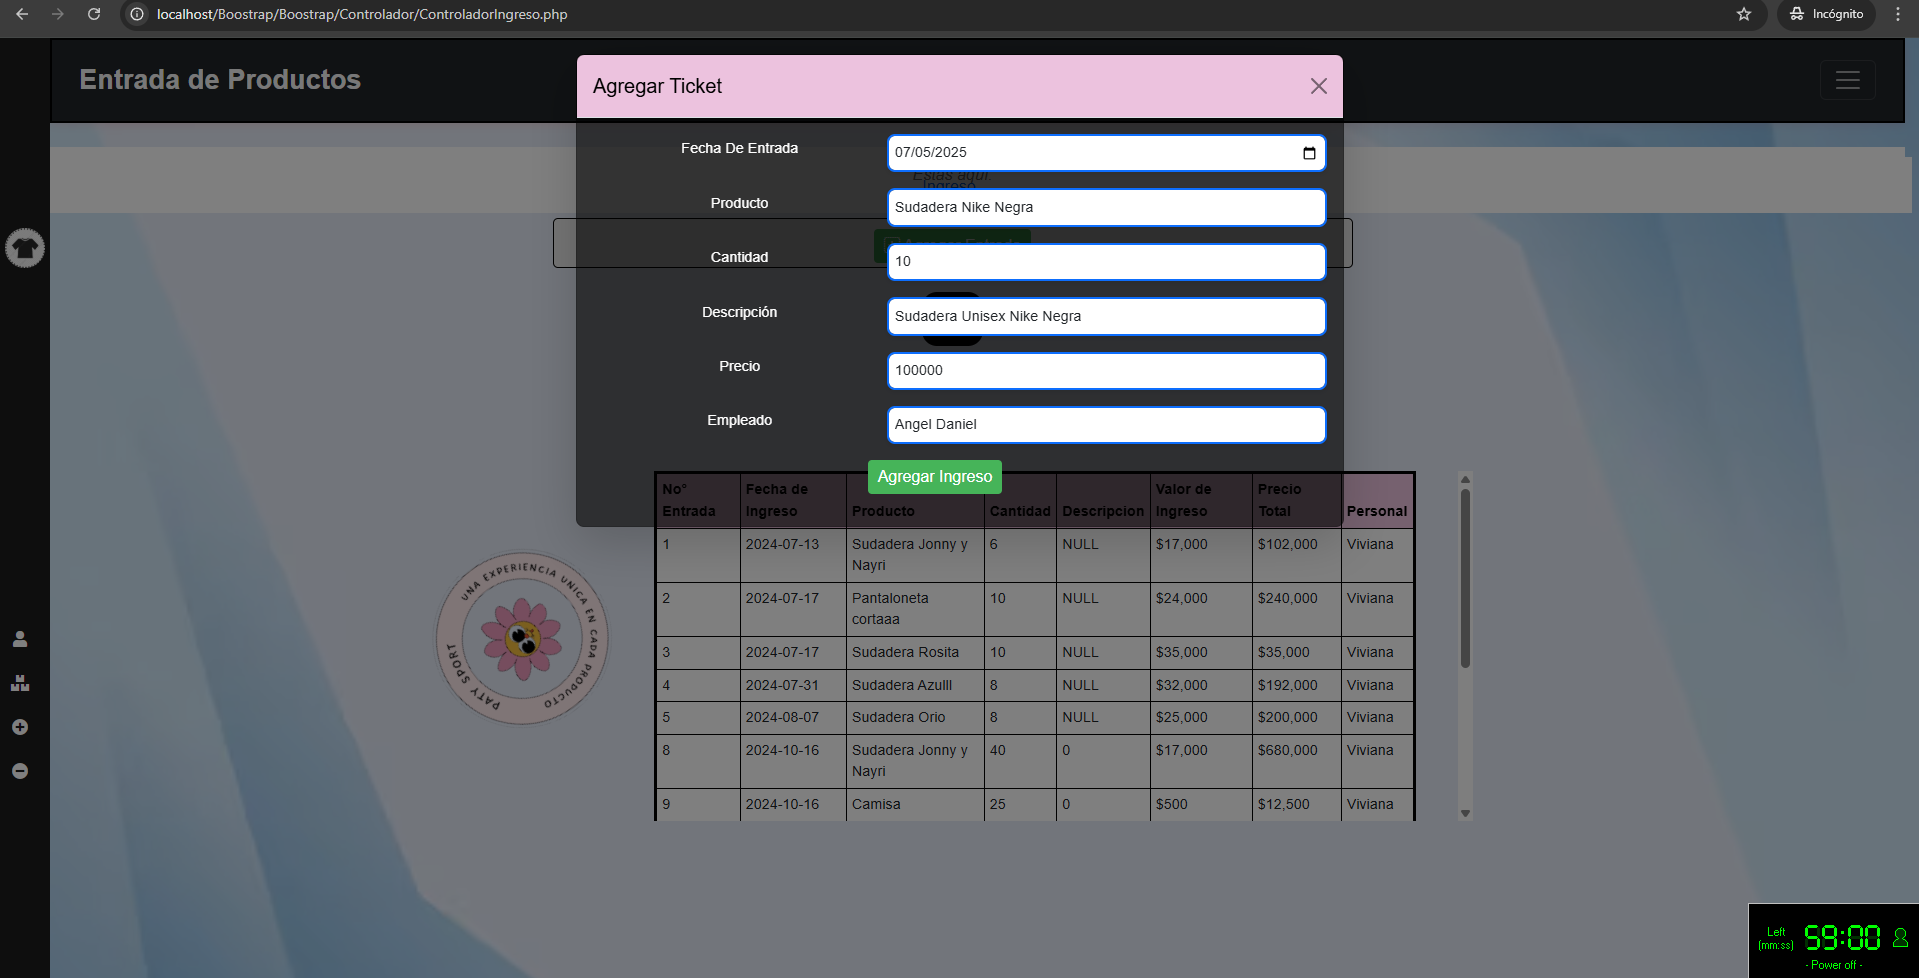 localhost/Boostrap/Boostrap/Controlador/ControladorIngreso.php
Incógnito
Entrada de Productos
Agregar Ticket
Fecha De Entrada
07/05/2025
Estas aquí:
Ingreso
Producto
Sudadera Nike Negra
Cantidad
10
Descripción
Sudadera Unisex Nike Negra
Precio
100000
Empleado
Angel Daniel
Agregar Ingreso
No° Entrada Fecha de Ingreso Producto Cantidad Descripcion Valor de Ingreso Precio Total Personal
1 2024-07-13 Sudadera Jonny y Nayri 6 NULL $17,000 $102,000 Viviana
2 2024-07-17 Pantaloneta cortaaa 10 NULL $24,000 $240,000 Viviana
3 2024-07-17 Sudadera Rosita 10 NULL $35,000 $35,000 Viviana
4 2024-07-31 Sudadera Azulll 8 NULL $32,000 $192,000 Viviana
5 2024-08-07 Sudadera Orio 8 NULL $25,000 $200,000 Viviana
8 2024-10-16 Sudadera Jonny y Nayri 40 0 $17,000 $680,000 Viviana
9 2024-10-16 Camisa 25 0 $500 $12,500 Viviana
UNA EXPERIENCIA UNICA EN CADA PRODUCTO
PATY SPORT
Left
(mm:ss)
59:00
- Power off -